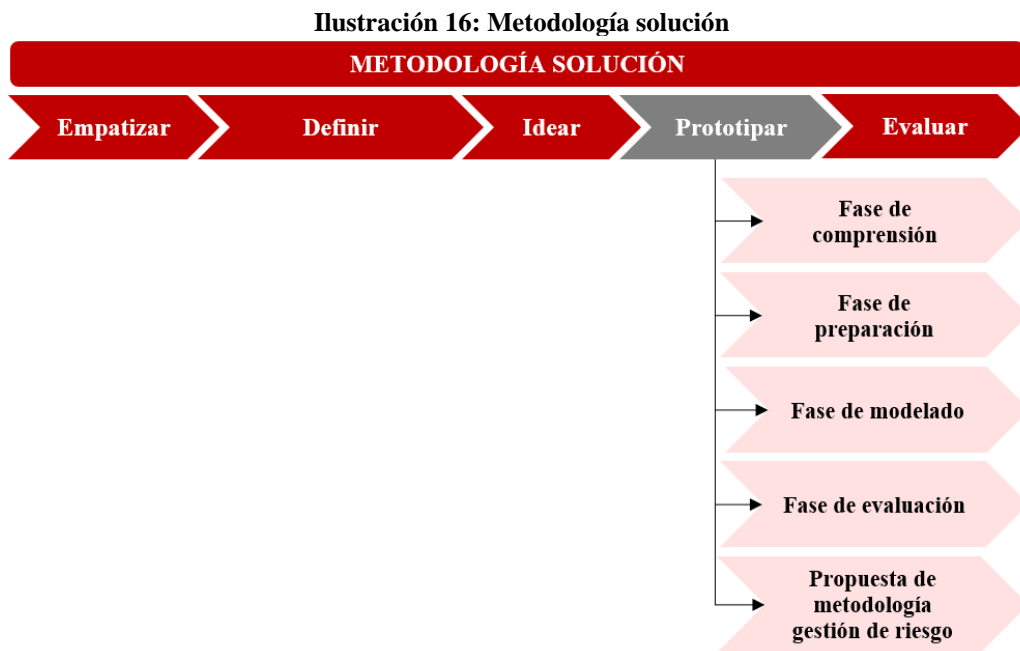 Ilustración 16: Metodología solución
METODOLOGÍA SOLUCIÓN
Empatizar
Definir
Idear
Prototipar
Evaluar
Fase de
comprensión
Fase de
preparación
Fase de modelado
Fase de evaluación
Propuesta de
metodología
gestión de riesgo